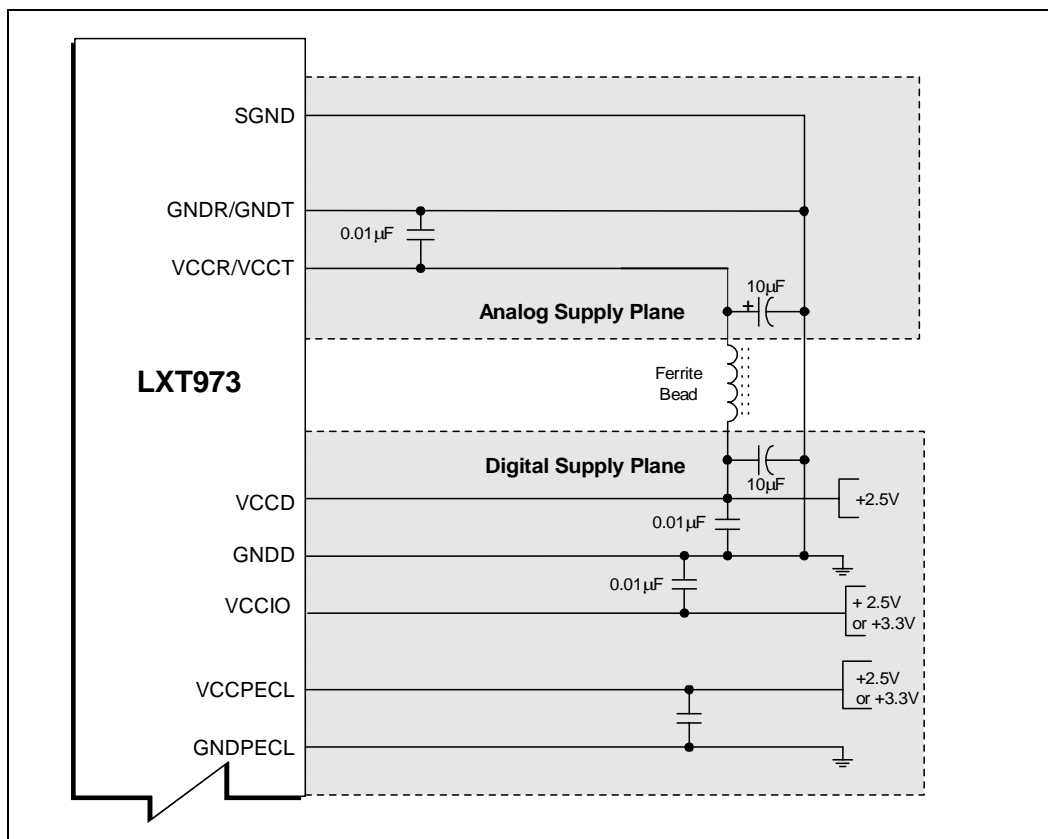 SGND
GNDR/GNDT
0.01µF
VCCR/VCCT
10µF
+
Analog Supply Plane
LXT973
Ferrite
Bead
Digital Supply Plane
10µF
VCCD
+2.5V
0.01µF
GNDD
0.01µF
VCCIO
+ 2.5V
or +3.3V
VCCPECL
+2.5V
or +3.3V
GNDPECL